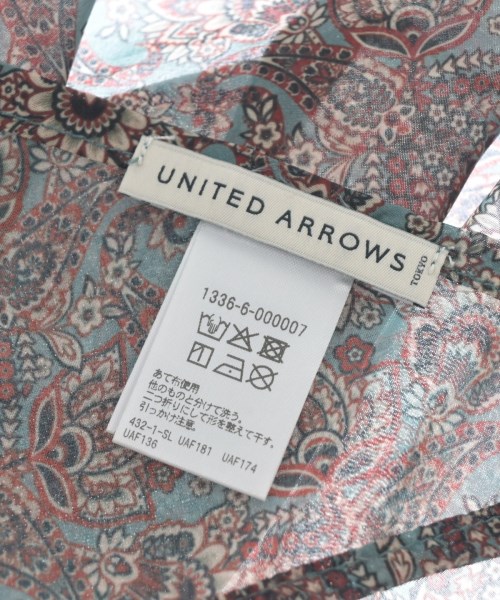 UNITED ARROWS
TOKYO
1336-6-000007
あて布使用
他のものと分けて洗う。
二つ折りにして形を整えて干す。
引っかけ注意。
432-1-SL UAF181 UAF174
UAF136